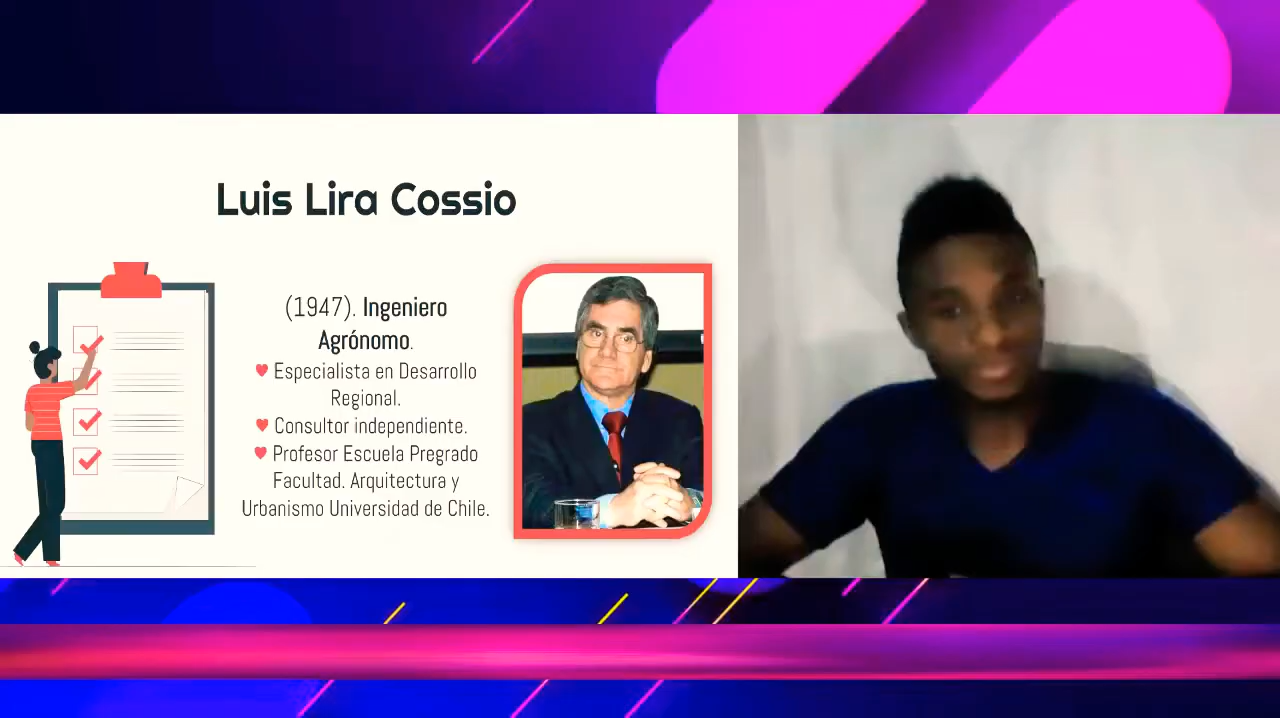 Luis Lira Cossio
(1947). Ingeniero
Agrónomo.
♥ Especialista en Desarrollo
Regional.
♥ Consultor independiente.
♥ Profesor Escuela Pregrado
Facultad. Arquitectura y
Urbanismo Universidad de Chile.